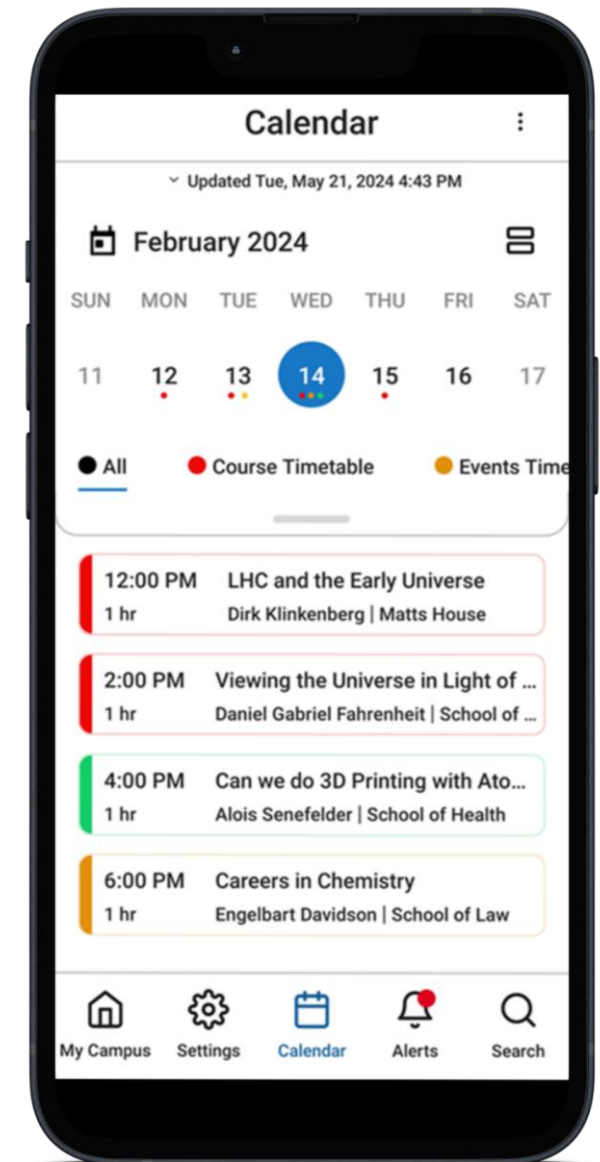 Calendar
Updated Tue, May 21, 2024 4:43 PM
February 2024
SUN MON TUE WED THU FRI SAT
11 12 13 14 15 16 17
All Course Timetable Events Time
12:00 PM LHC and the Early Universe
1 hr Dirk Klinkenberg | Matts House
2:00 PM Viewing the Universe in Light of ...
1 hr Daniel Gabriel Fahrenheit | School of ...
4:00 PM Can we do 3D Printing with Ato...
1 hr Alois Senefelder | School of Health
6:00 PM Careers in Chemistry
1 hr Engelbart Davidson | School of Law
My Campus Settings Calendar Alerts Search